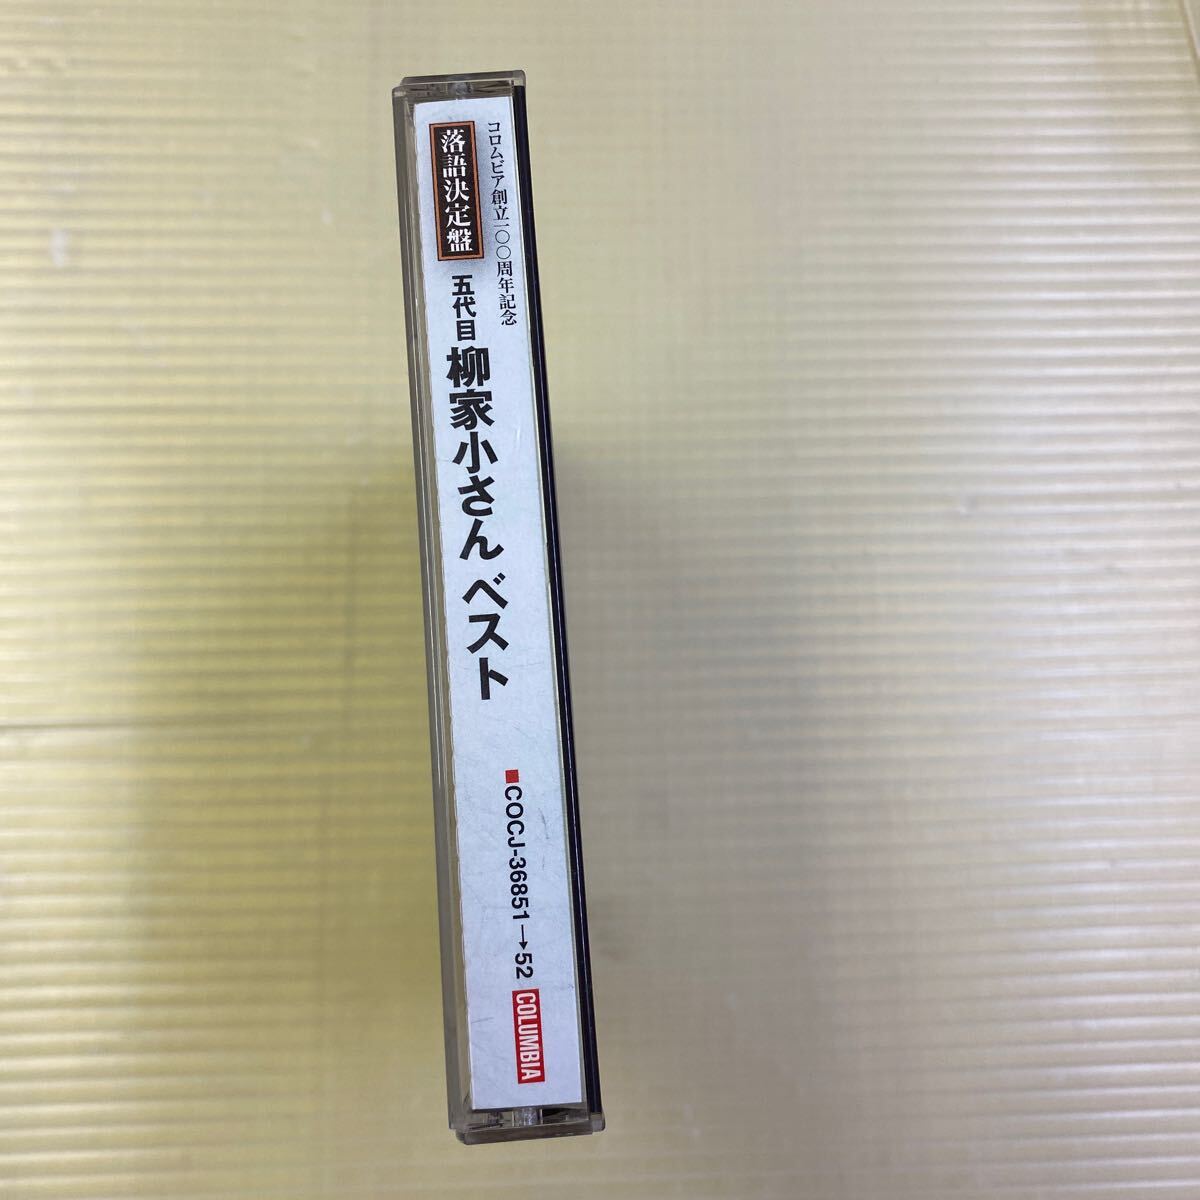 コロムビア創立一〇〇周年記念
落語決定盤
五代目 柳家小さん ベスト
■COCJ-36851→52
COLUMBIA